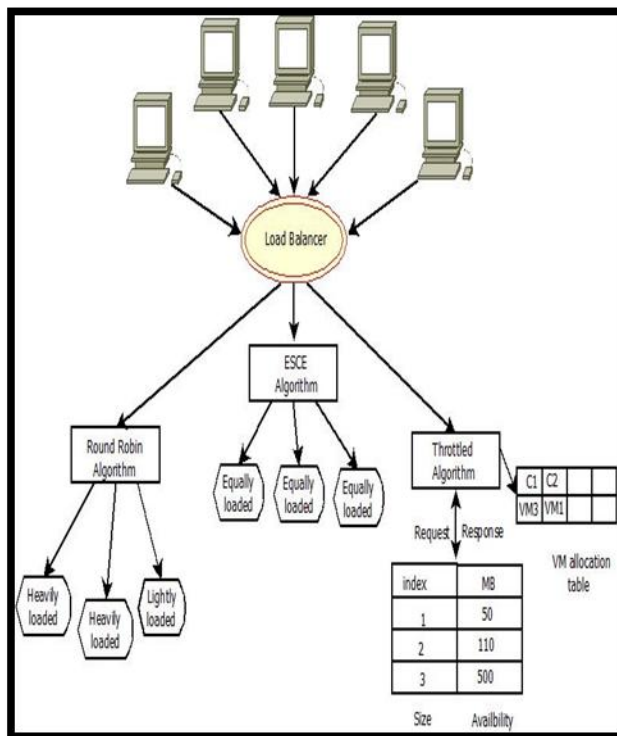 Load Balancer
ESCE
Algorithm
Round Robin
Algorithm
Throttled
Algorithm
Equally
loaded
Equally
loaded
Equally
loaded
C1 C2
VM3 VM1
VM allocation
table
Request Response
Heavily
loaded
Heavily
loaded
Lightly
loaded
index MB
1 50
2 110
3 500
Size Availbility